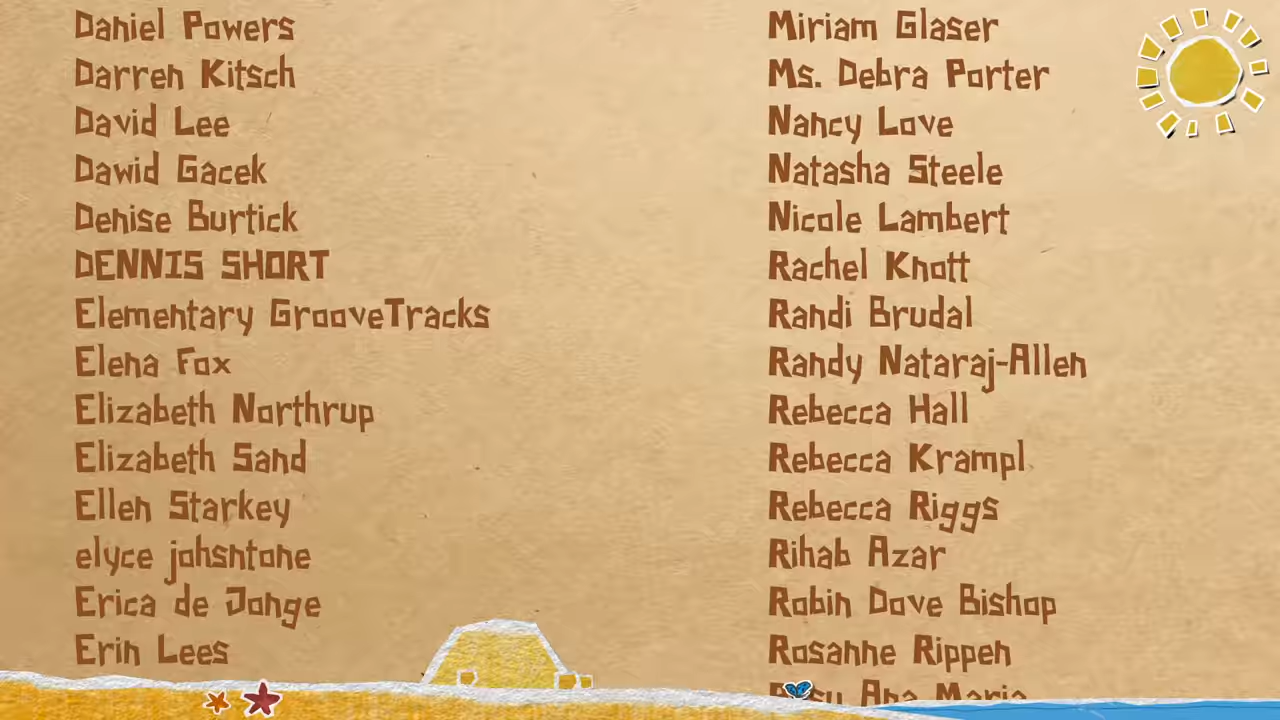 Daniel Powers
Darren Kitsch
David Lee
Dawid Gacek
Denise Burtick
DENNIS SHORT
Elementary GrooveTracks
Elena Fox
Elizabeth Northrup
Elizabeth Sand
Ellen Starkey
elyce johsntone
Erica de Jonge
Erin Lees
Miriam Glaser
Ms. Debra Porter
Nancy Love
Natasha Steele
Nicole Lambert
Rachel Knott
Randi Brudal
Randy Nataraj-Allen
Rebecca Hall
Rebecca Krampl
Rebecca Riggs
Rihab Azar
Robin Dove Bishop
Rosanne Rippen
Ana Maria